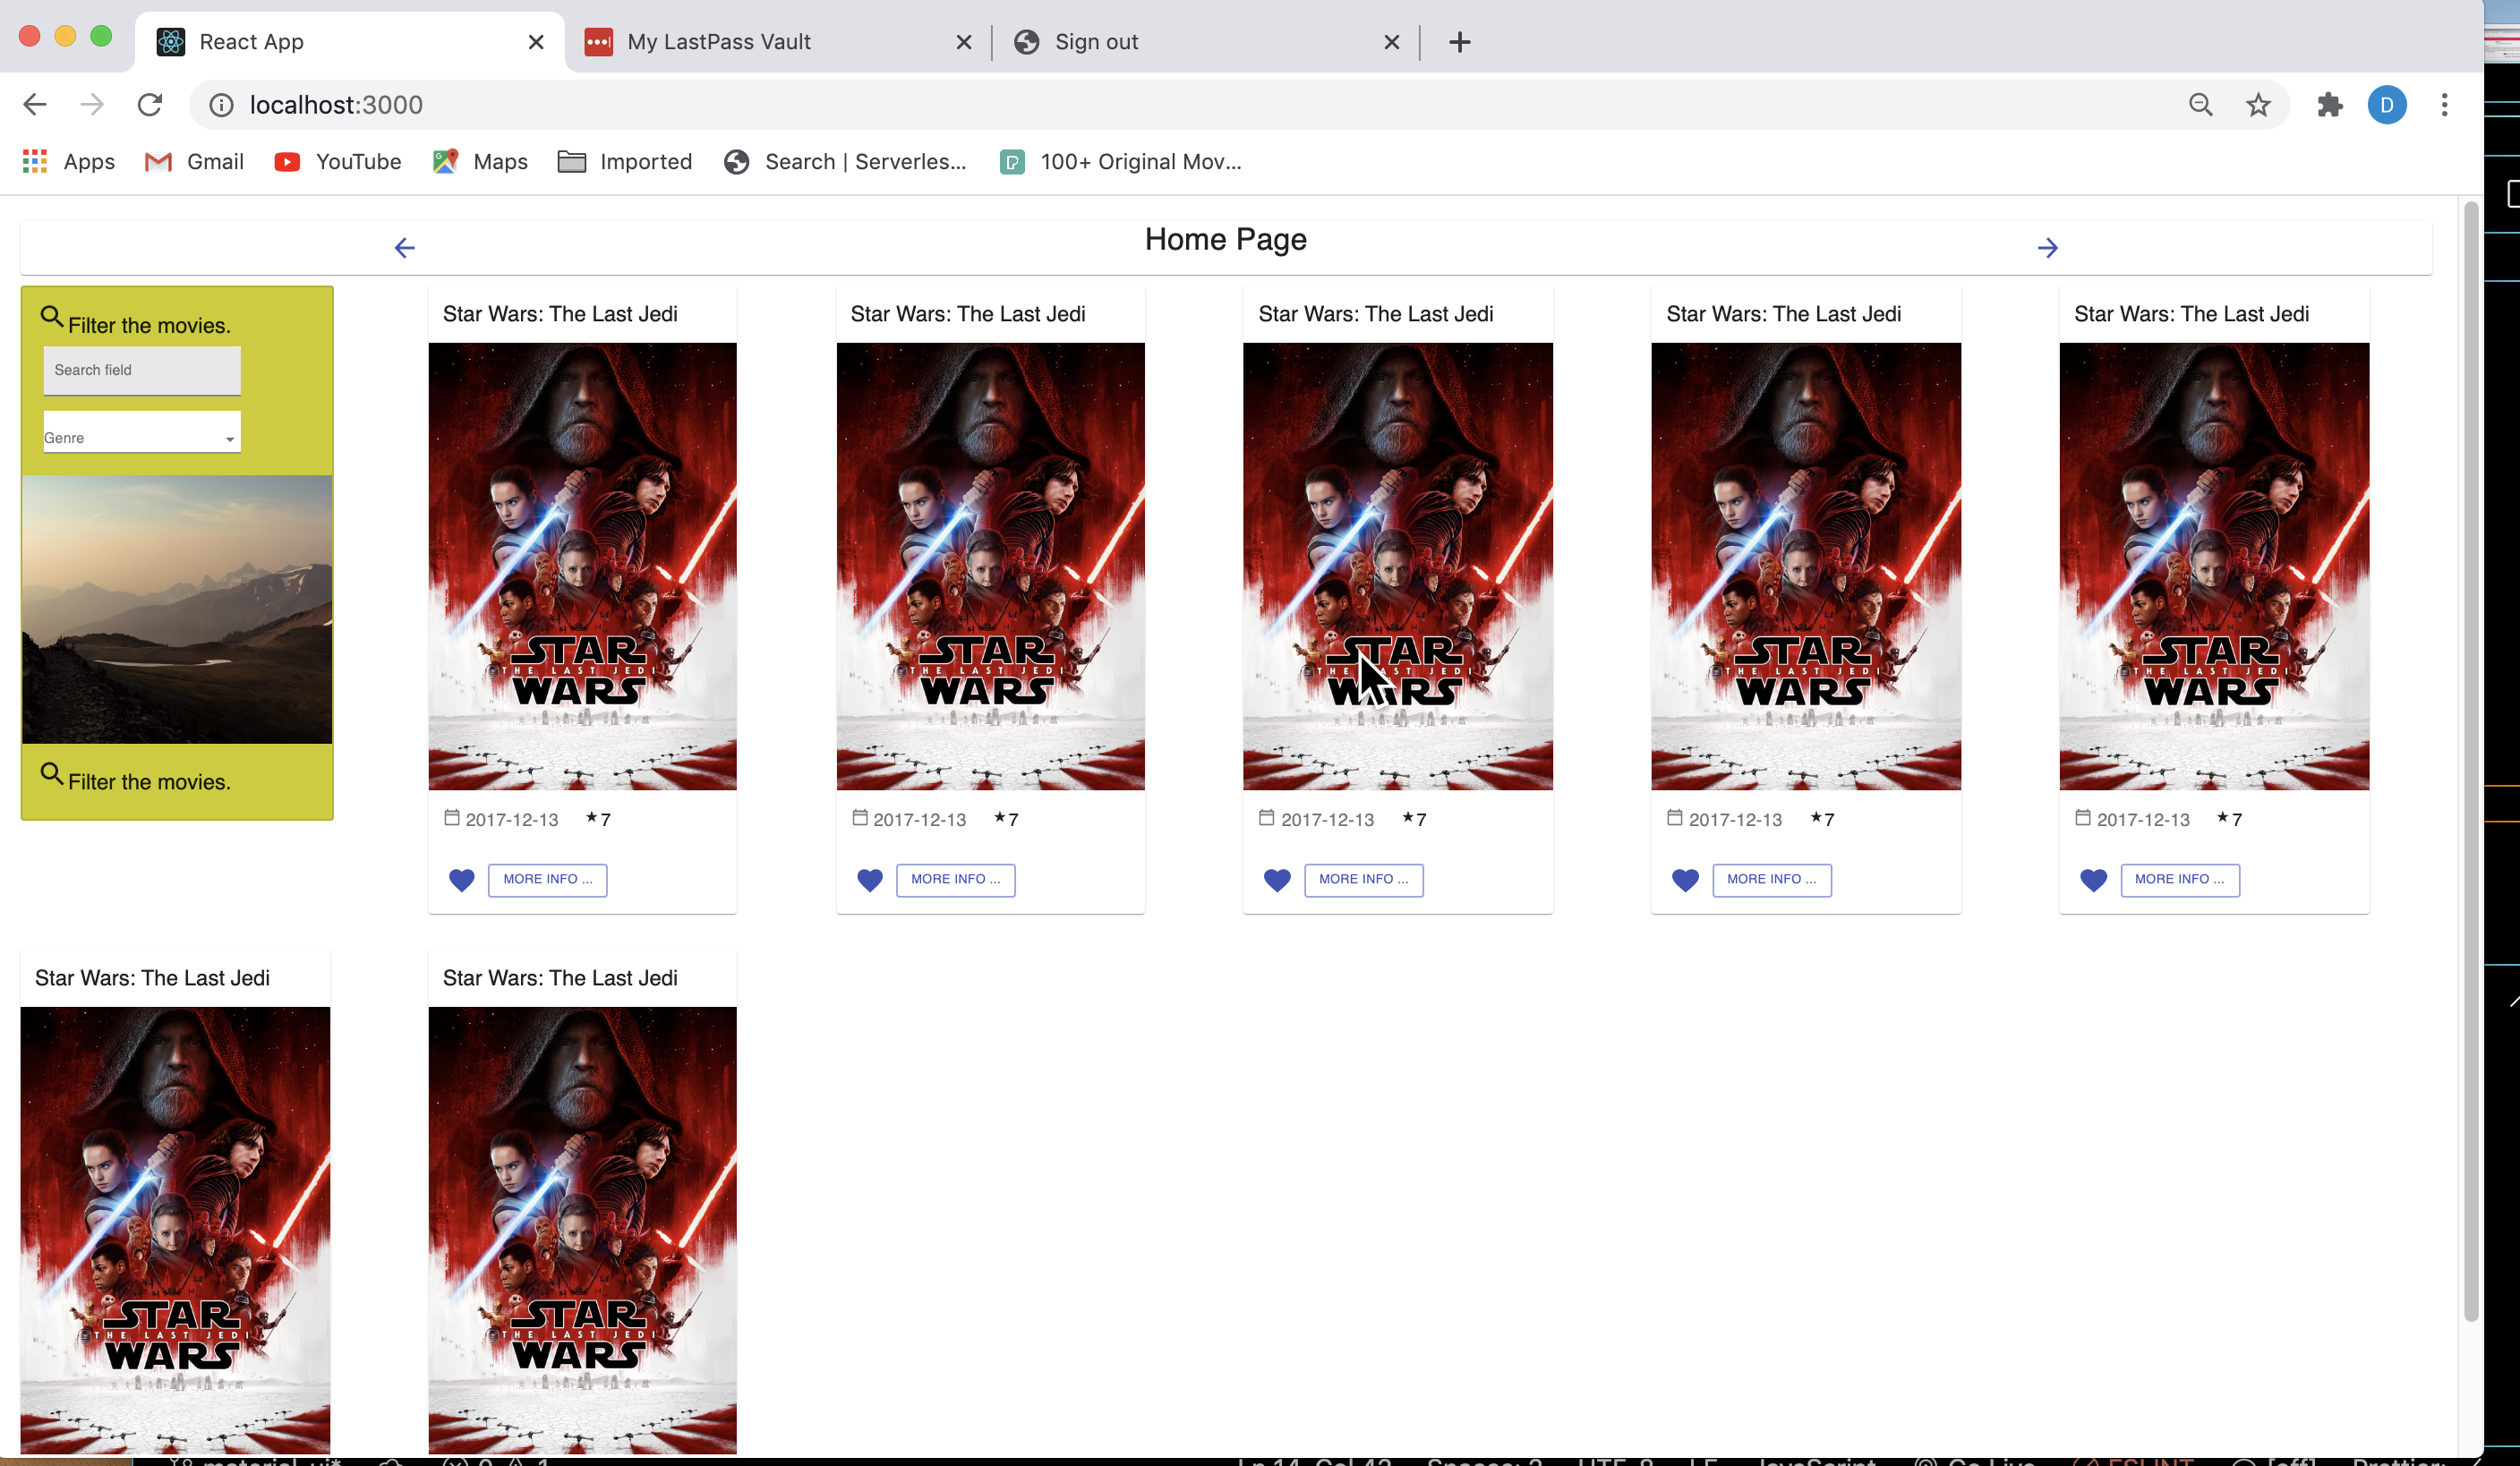 React App
My LastPass Vault
Sign out
localhost:3000
D
Apps
Gmail
YouTube
Maps
Imported
Search | Serverles...
100+ Original Mov...
Home Page
Filter the movies.
Search field
Genre
Filter the movies.
Star Wars: The Last Jedi
STAR
THE LAST JEDI
WARS
2017-12-13 ★7
MORE INFO ...
Star Wars: The Last Jedi
STAR
THE LAST JEDI
WARS
2017-12-13 ★7
MORE INFO ...
Star Wars: The Last Jedi
STAR
THE LAST JEDI
WARS
2017-12-13 ★7
MORE INFO ...
Star Wars: The Last Jedi
STAR
THE LAST JEDI
WARS
2017-12-13 ★7
MORE INFO ...
Star Wars: The Last Jedi
STAR
THE LAST JEDI
WARS
2017-12-13 ★7
MORE INFO ...
Star Wars: The Last Jedi
STAR
THE LAST JEDI
WARS
Star Wars: The Last Jedi
STAR
THE LAST JEDI
WARS